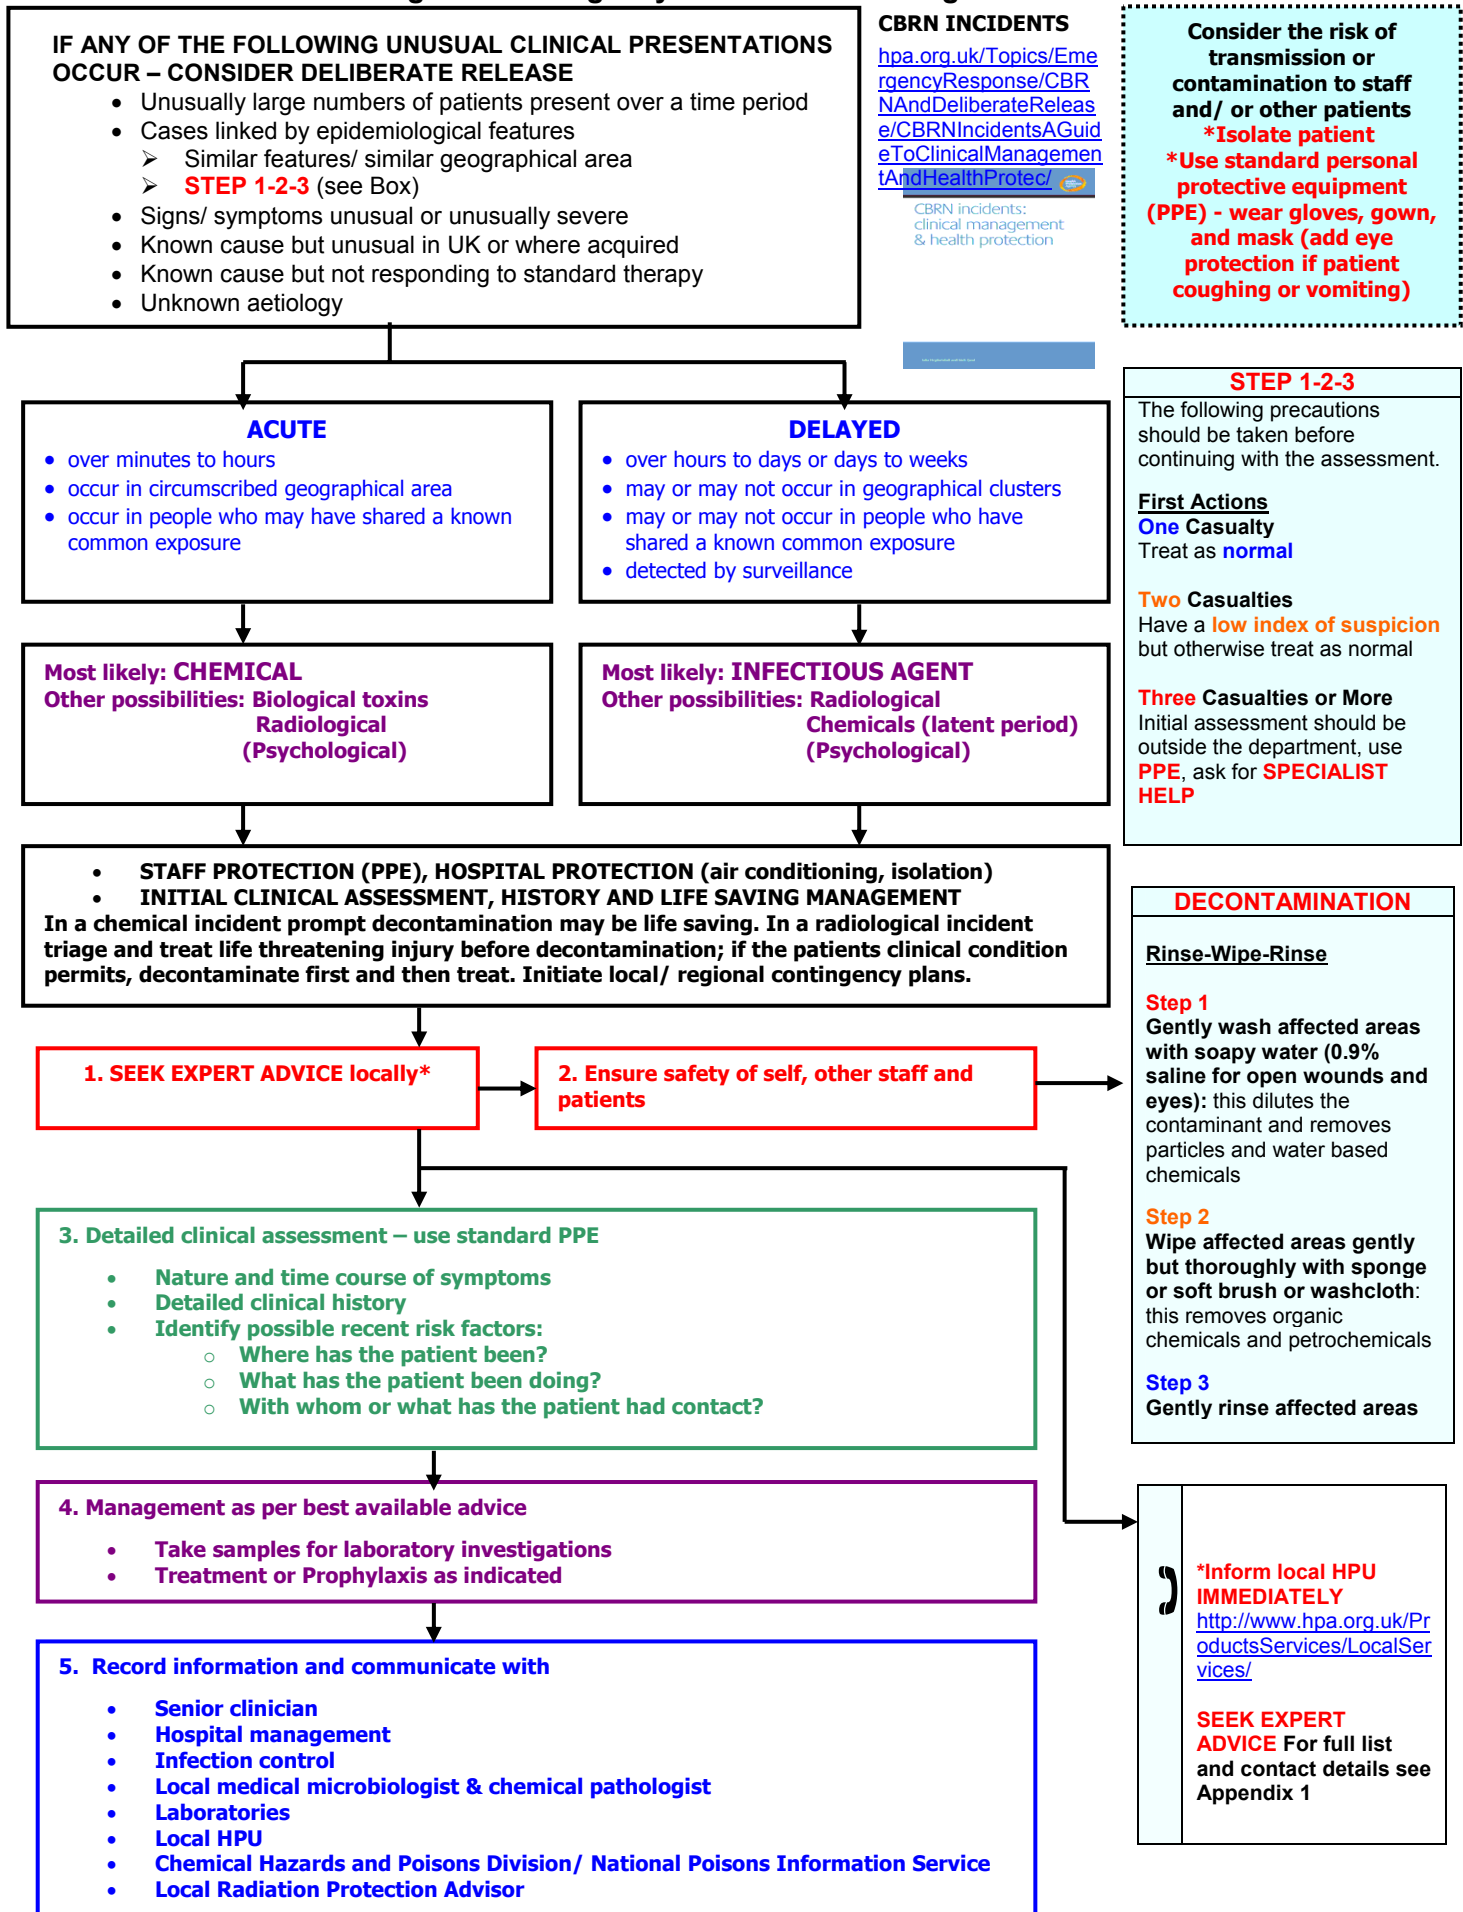 IF ANY OF THE FOLLOWING UNUSUAL CLINICAL PRESENTATIONS
OCCUR – CONSIDER DELIBERATE RELEASE
• Unusually large numbers of patients present over a time period
• Cases linked by epidemiological features
➢ Similar features/ similar geographical area
➢ STEP 1-2-3 (see Box)
• Signs/ symptoms unusual or unusually severe
• Known cause but unusual in UK or where acquired
• Known cause but not responding to standard therapy
• Unknown aetiology
CBRN INCIDENTS
hpa.org.uk/Topics/Eme
rgencyResponse/CBR
NAndDeliberateReleas
e/CBRNIncidentsAGuid
eToClinicalManagemen
tAndHealthProtec/
CBRN incidents:
clinical management
& health protection
Consider the risk of
transmission or
contamination to staff
and/ or other patients
*Isolate patient
*Use standard personal
protective equipment
(PPE) - wear gloves, gown,
and mask (add eye
protection if patient
coughing or vomiting)
ACUTE
• over minutes to hours
• occur in circumscribed geographical area
• occur in people who may have shared a known
common exposure
DELAYED
• over hours to days or days to weeks
• may or may not occur in geographical clusters
• may or may not occur in people who have
shared a known common exposure
• detected by surveillance
STEP 1-2-3
The following precautions
should be taken before
continuing with the assessment.
First Actions
One Casualty
Treat as normal
Two Casualties
Have a low index of suspicion
but otherwise treat as normal
Three Casualties or More
Initial assessment should be
outside the department, use
PPE, ask for SPECIALIST
HELP
Most likely: CHEMICAL
Other possibilities: Biological toxins
Radiological
(Psychological)
Most likely: INFECTIOUS AGENT
Other possibilities: Radiological
Chemicals (latent period)
(Psychological)
• STAFF PROTECTION (PPE), HOSPITAL PROTECTION (air conditioning, isolation)
• INITIAL CLINICAL ASSESSMENT, HISTORY AND LIFE SAVING MANAGEMENT
In a chemical incident prompt decontamination may be life saving. In a radiological incident
triage and treat life threatening injury before decontamination; if the patients clinical condition
permits, decontaminate first and then treat. Initiate local/ regional contingency plans.
1. SEEK EXPERT ADVICE locally*
2. Ensure safety of self, other staff and
patients
DECONTAMINATION
Rinse-Wipe-Rinse
Step 1
Gently wash affected areas
with soapy water (0.9%
saline for open wounds and
eyes): this dilutes the
contaminant and removes
particles and water based
chemicals
Step 2
Wipe affected areas gently
but thoroughly with sponge
or soft brush or washcloth:
this removes organic
chemicals and petrochemicals
Step 3
Gently rinse affected areas
3. Detailed clinical assessment – use standard PPE
• Nature and time course of symptoms
• Detailed clinical history
• Identify possible recent risk factors:
○ Where has the patient been?
○ What has the patient been doing?
○ With whom or what has the patient had contact?
4. Management as per best available advice
• Take samples for laboratory investigations
• Treatment or Prophylaxis as indicated
*Inform local HPU
IMMEDIATELY
http://www.hpa.org.uk/Pr
oductsServices/LocalSer
vices/
SEEK EXPERT
ADVICE For full list
and contact details see
Appendix 1
5. Record information and communicate with
• Senior clinician
• Hospital management
• Infection control
• Local medical microbiologist & chemical pathologist
• Laboratories
• Local HPU
• Chemical Hazards and Poisons Division/ National Poisons Information Service
• Local Radiation Protection Advisor